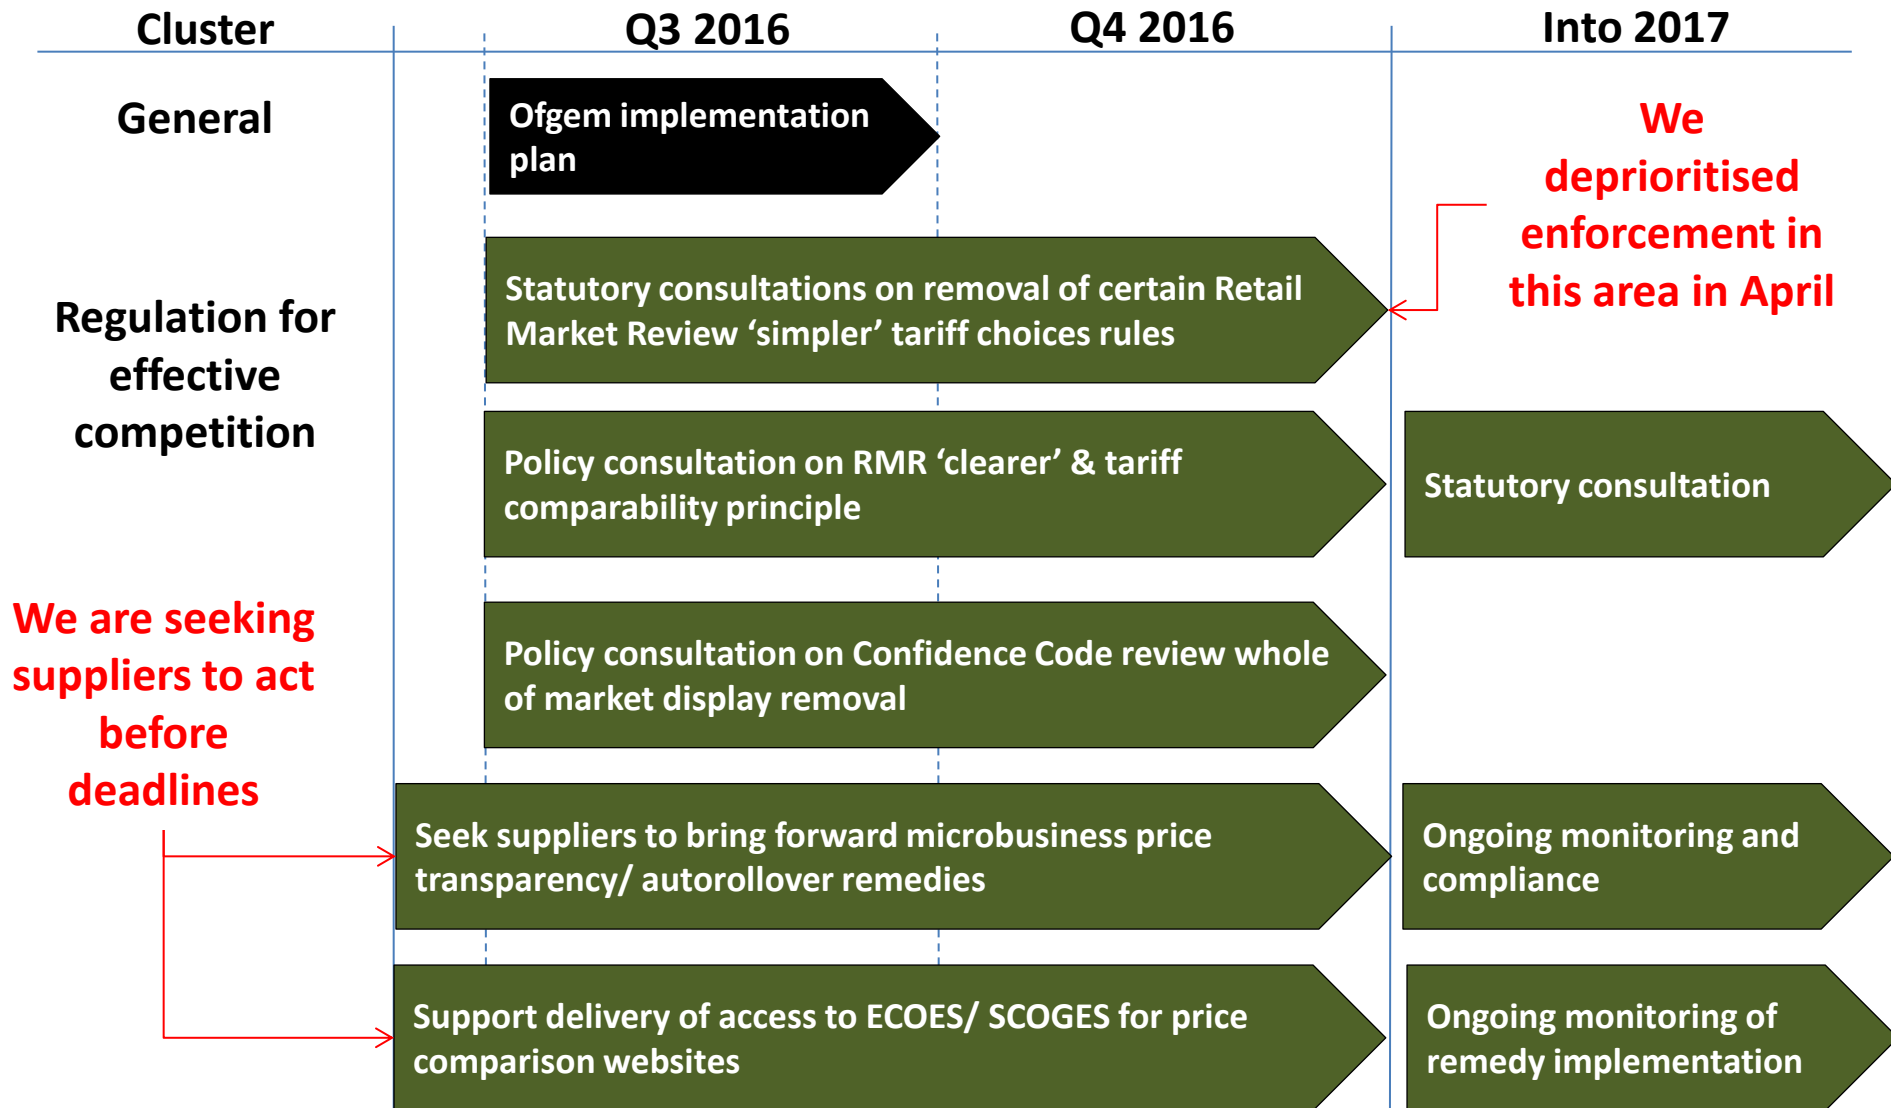 Cluster
Q3 2016
Q4 2016
Into 2017
General
Ofgem implementation
plan
We
deprioritised
enforcement in
this area in April
Regulation for
effective
competition
Statutory consultations on removal of certain Retail
Market Review ‘simpler’ tariff choices rules
Policy consultation on RMR ‘clearer’ & tariff
comparability principle
Statutory consultation
We are seeking
suppliers to act
before
deadlines
Policy consultation on Confidence Code review whole
of market display removal
Seek suppliers to bring forward microbusiness price
transparency/ autorollover remedies
Ongoing monitoring and
compliance
Support delivery of access to ECOES/ SCOGES for price
comparison websites
Ongoing monitoring of
remedy implementation